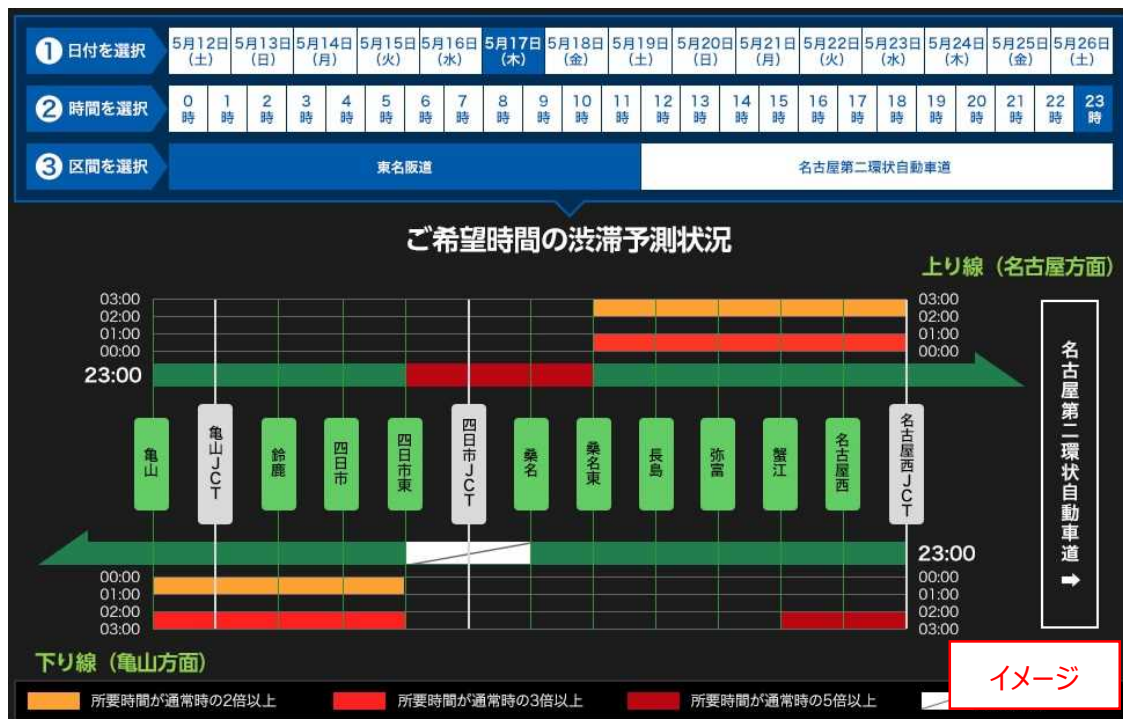 1 日付を選択
5月12日(土) 5月13日(日) 5月14日(月) 5月15日(火) 5月16日(水) 5月17日(木) 5月18日(金) 5月19日(土) 5月20日(日) 5月21日(月) 5月22日(火) 5月23日(水) 5月24日(木) 5月25日(金) 5月26日(土)
2 時間を選択
0時 1時 2時 3時 4時 5時 6時 7時 8時 9時 10時 11時 12時 13時 14時 15時 16時 17時 18時 19時 20時 21時 22時 23時
3 区間を選択
東名阪道 名古屋第二環状自動車道
ご希望時間の渋滞予測状況
上り線（名古屋方面）
03:00 03:00
02:00 02:00
01:00 01:00
00:00 00:00
23:00
亀山
亀山JCT
鈴鹿
四日市
四日市東
四日市JCT
桑名
桑名東
長島
弥富
蟹江
名古屋西
名古屋西JCT
名古屋第二環状自動車道➡
23:00
00:00 00:00
01:00 01:00
02:00 02:00
03:00 03:00
下り線（亀山方面）
所要時間が通常時の2倍以上 所要時間が通常時の3倍以上 所要時間が通常時の5倍以上
イメージ